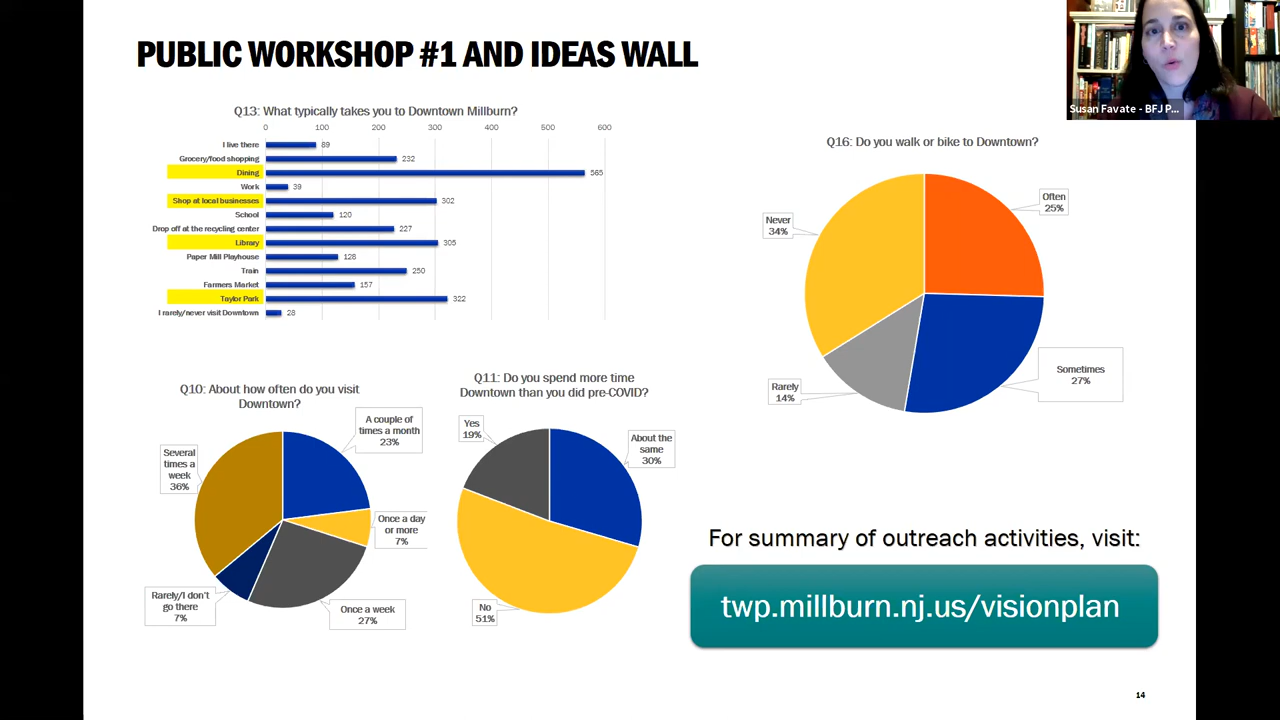 PUBLIC WORKSHOP #1 AND IDEAS WALL
Susan Favate - BFJ P...
Q13: What typically takes you to Downtown Millburn?
0 100 200 300 400 500 600
I live there 89
Grocery/food shopping 232
Dining 565
Work 39
Shop at local businesses 302
School 120
Drop off at the recycling center 227
Library 305
Paper Mill Playhouse 128
Train 250
Farmers Market 157
Taylor Park 322
I rarely/never visit Downtown 28
Q16: Do you walk or bike to Downtown?
Often
25%
Never
34%
Sometimes
27%
Rarely
14%
Q10: About how often do you visit
Downtown?
A couple of
times a month
23%
Several
times a
week
36%
Once a day
or more
7%
Rarely/I don't
go there
7%
Once a week
27%
Q11: Do you spend more time
Downtown than you did pre-COVID?
Yes
19%
About the
same
30%
No
51%
For summary of outreach activities, visit:
twp.millburn.nj.us/visionplan
14